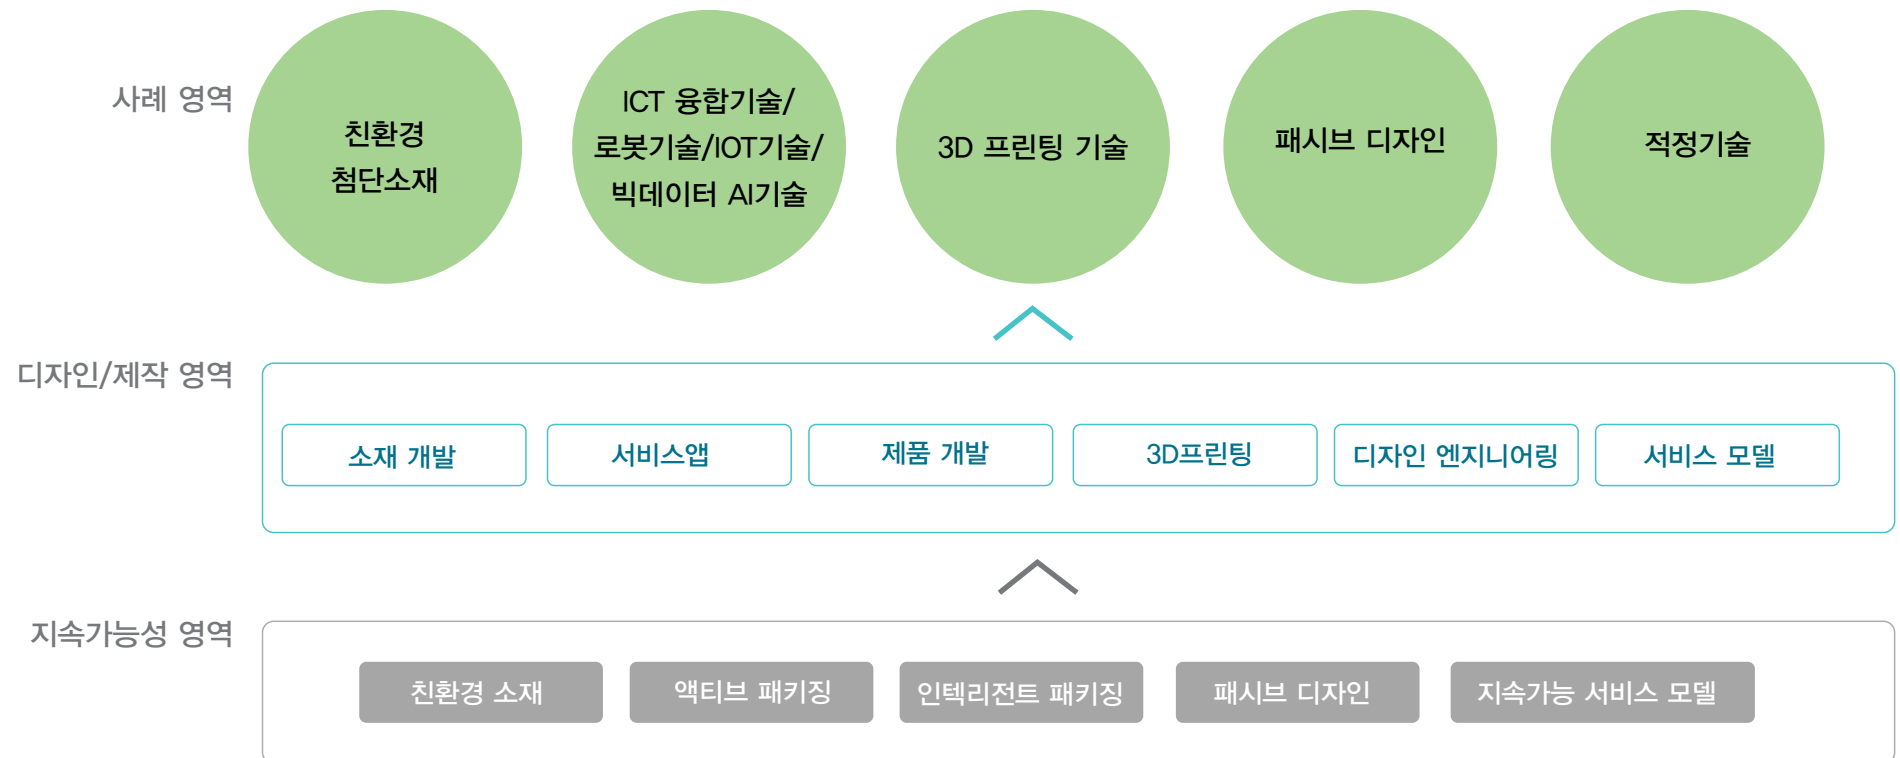 사례 영역
친환경
첨단소재
ICT 융합기술/
로봇기술/IOT기술/
빅데이터 AI기술
3D 프린팅 기술
패시브 디자인
적정기술
디자인/제작 영역
소재 개발
서비스앱
제품 개발
3D프린팅
디자인 엔지니어링
서비스 모델
지속가능성 영역
친환경 소재
액티브 패키징
인텍리전트 패키징
패시브 디자인
지속가능 서비스 모델